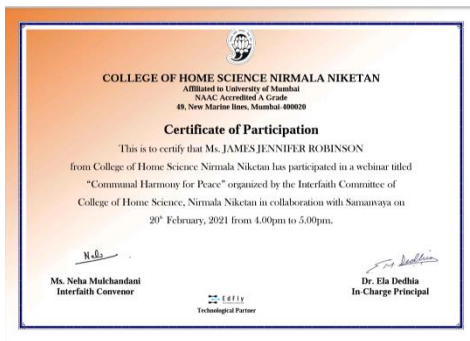 COLLEGE OF HOME SCIENCE NIRMALA NIKETAN
Affiliated to University of Mumbai
NAAC Accredited A Grade
49, New Marine lines, Mumbai-400020
Certificate of Participation
This is to certify that Ms. JAMES JENNIFER ROBINSON
from College of Home Science Nirmala Niketan has participated in a webinar titled
“Communal Harmony for Peace” organized by the Interfaith Committee of
College of Home Science, Nirmala Niketan in collaboration with Samanvaya on
20th February, 2021 from 4.00pm to 5.00pm.
Neha
Ms. Neha Mulchandani
Interfaith Convenor
Dedhia
Dr. Ela Dedhia
In-Charge Principal
EdFly
Technological Partner